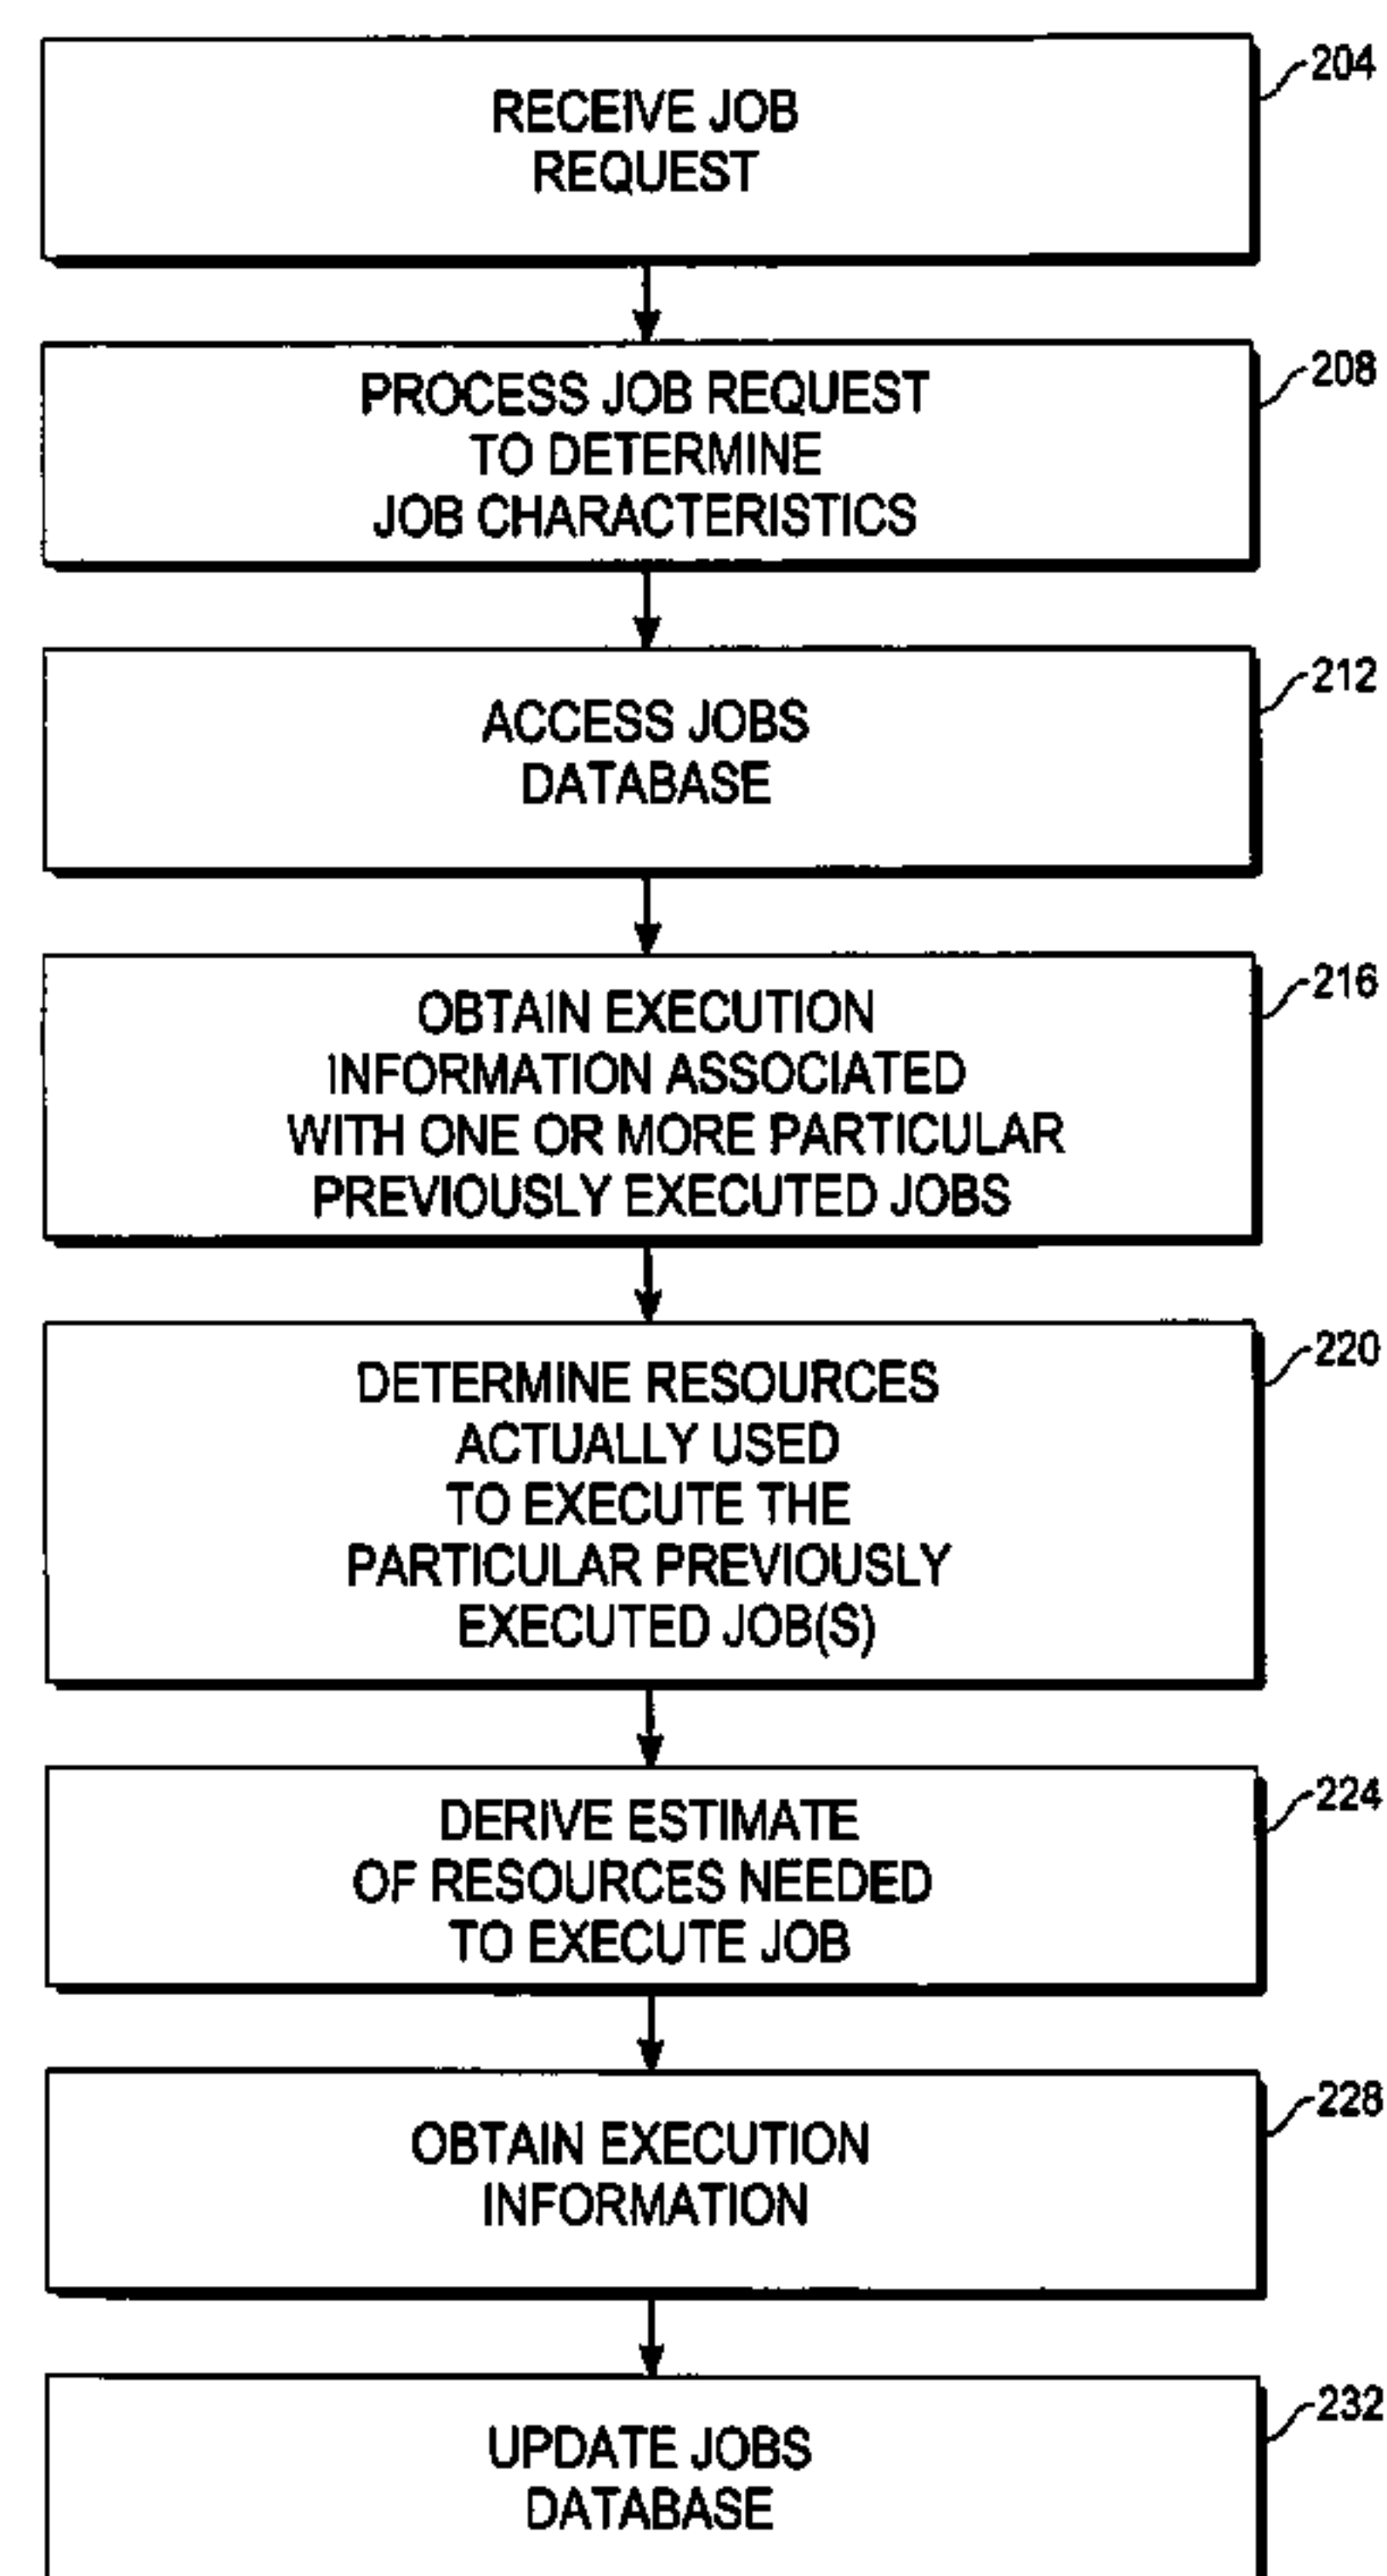 204
RECEIVE JOB
REQUEST
208
PROCESS JOB REQUEST
TO DETERMINE
JOB CHARACTERISTICS
212
ACCESS JOBS
DATABASE
216
OBTAIN EXECUTION
INFORMATION ASSOCIATED
WITH ONE OR MORE PARTICULAR
PREVIOUSLY EXECUTED JOBS
220
DETERMINE RESOURCES
ACTUALLY USED
TO EXECUTE THE
PARTICULAR PREVIOUSLY
EXECUTED JOB(S)
224
DERIVE ESTIMATE
OF RESOURCES NEEDED
TO EXECUTE JOB
228
OBTAIN EXECUTION
INFORMATION
232
UPDATE JOBS
DATABASE